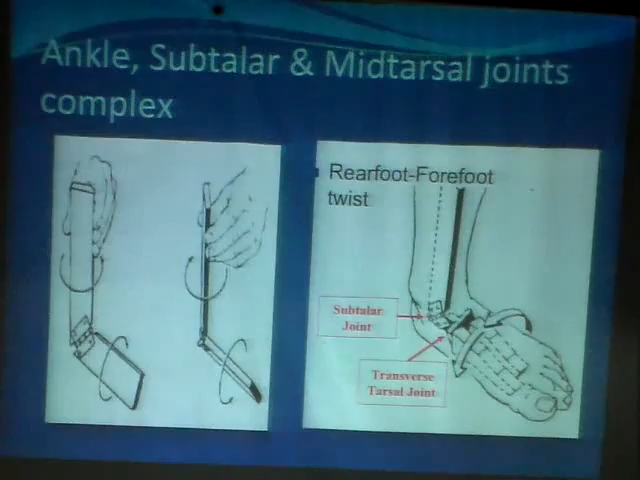 Ankle, Subtalar & Midtarsal joints
complex
Rearfoot-Forefoot
twist
Subtalar
Joint
Transverse
Tarsal Joint